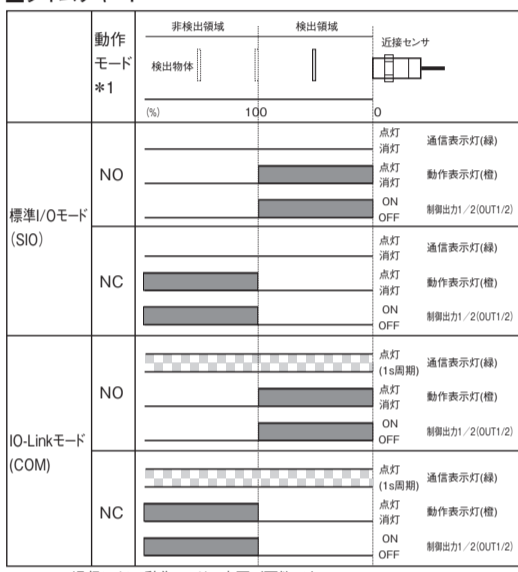 動作
モード
*1
非検出領域 検出領域
近接センサ
検出物体
(%) 100 0
標準I/Oモード
(SIO)
NO
点灯
消灯
通信表示灯(緑)
点灯
消灯
動作表示灯(橙)
ON
OFF
制御出力1/2(OUT1/2)
NC
点灯
消灯
通信表示灯(緑)
点灯
消灯
動作表示灯(橙)
ON
OFF
制御出力1/2(OUT1/2)
IO-Linkモード
(COM)
NO
点灯
(1s周期)
通信表示灯(緑)
点灯
消灯
動作表示灯(橙)
ON
OFF
制御出力1/2(OUT1/2)
NC
点灯
(1s周期)
通信表示灯(緑)
点灯
消灯
動作表示灯(橙)
ON
OFF
制御出力1/2(OUT1/2)